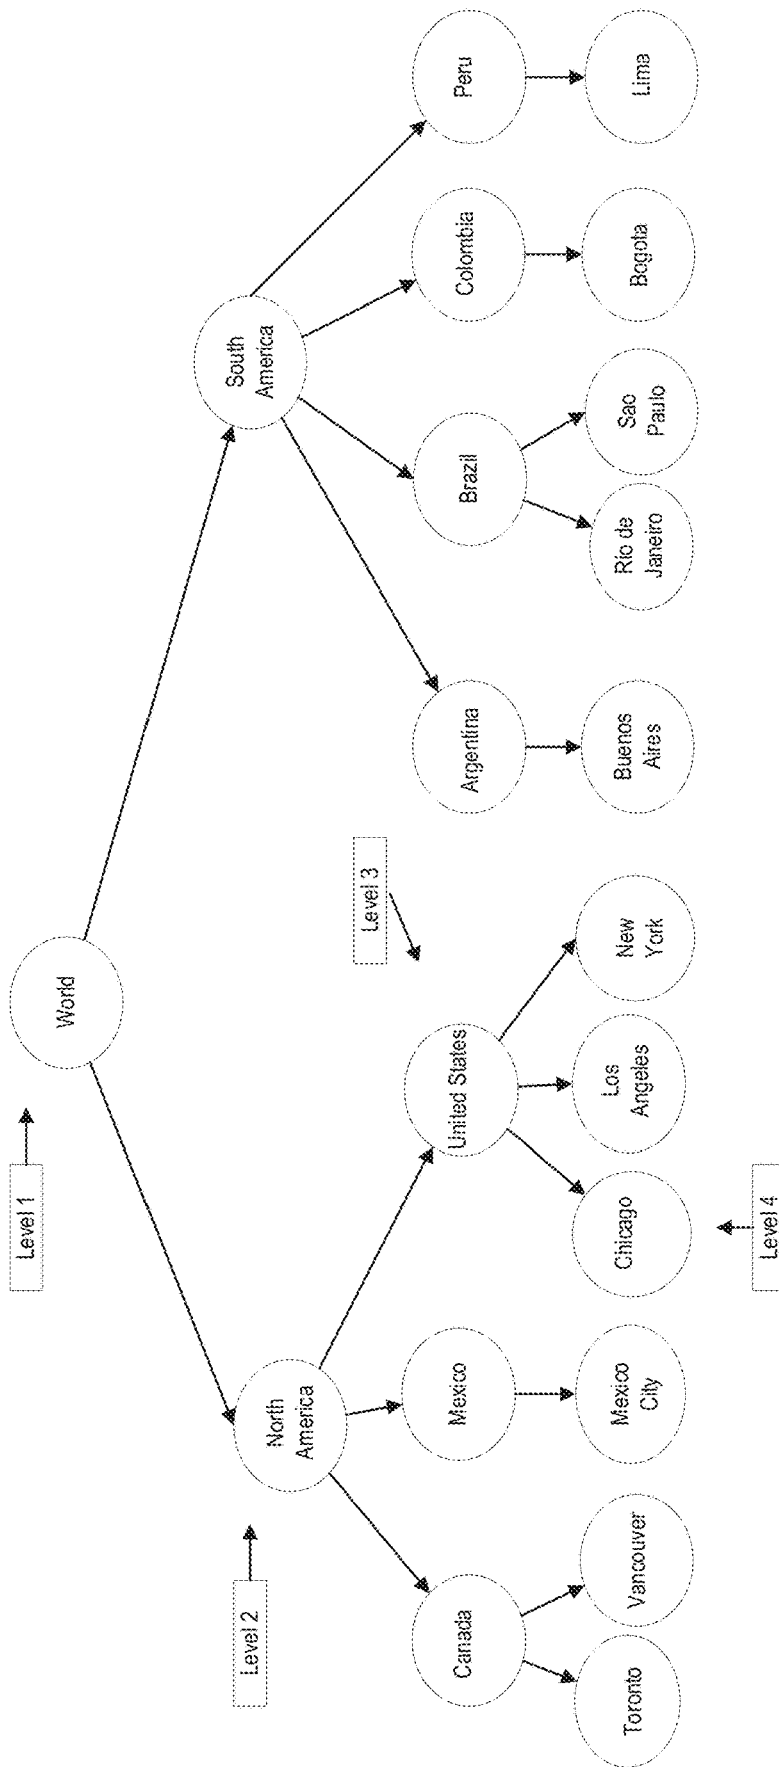 Level 1
World
Level 2
North
America
South
America
Level 3
Canada
Mexico
United States
Argentina
Brazil
Colombia
Peru
Toronto
Vancouver
Mexico
City
Chicago
Los
Angeles
New
York
Buenos
Aires
Rio de
Janeiro
Sao
Paulo
Bogota
Lima
Level 4